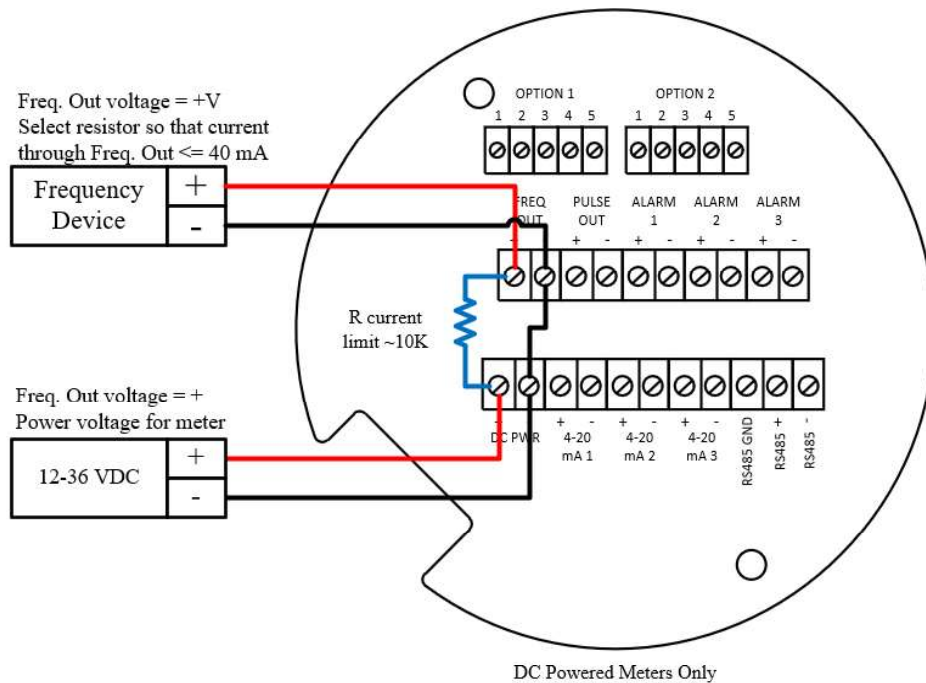 Freq. Out voltage = +V
Select resistor so that current
through Freq. Out <= 40 mA
Frequency
Device
+
-
OPTION 1
1 2 3 4 5
OPTION 2
1 2 3 4 5
FREQ
OUT
PULSE
OUT
ALARM
1
ALARM
2
ALARM
3
+ - + - + - + -
R current
limit ~10K
Freq. Out voltage = +
Power voltage for meter
12-36 VDC
+
-
DC PWR
+ -
4-20
mA 1
+ -
4-20
mA 2
+ -
4-20
mA 3
RS485 GND
+
RS485
-
RS485
DC Powered Meters Only